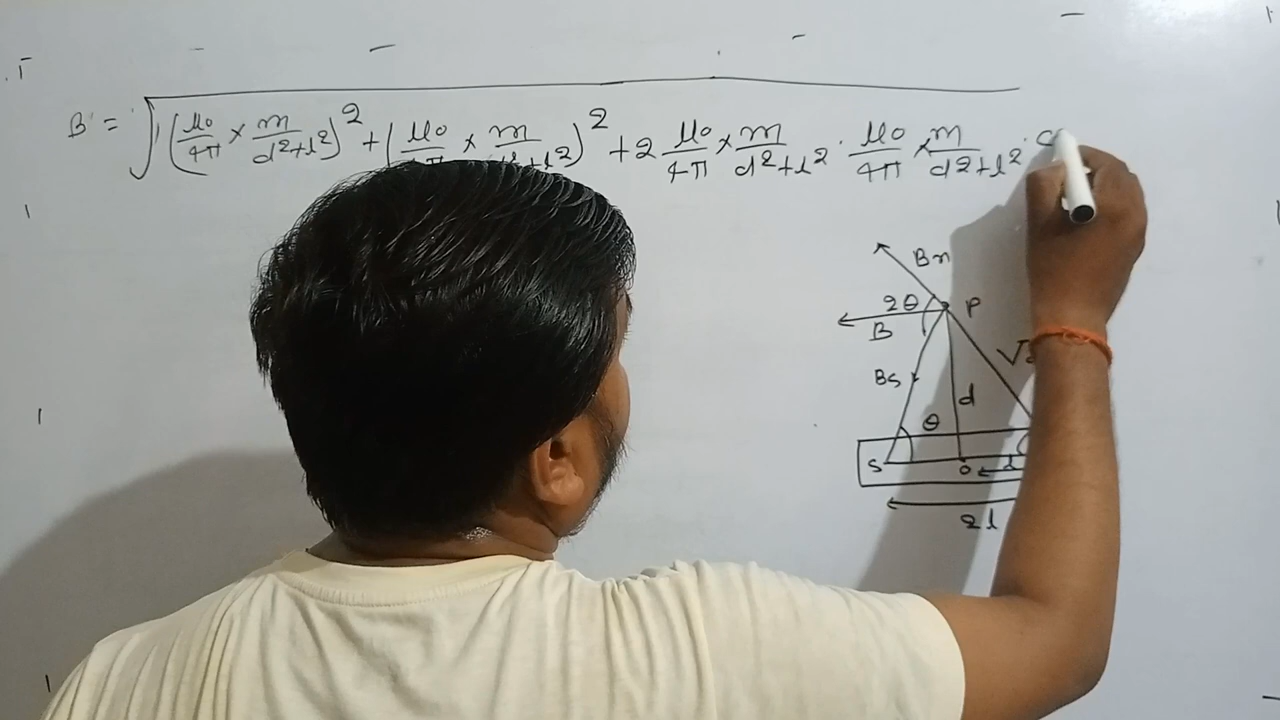 B = √(μ0/4π × m/d²+l²)² + (μ0/4π × m/d²+l²)² + 2 μ0/4π × m/d²+l² · μ0/4π × m/d²+l² · C
Bn
2θ
P
B
Bs
d
θ
S
O
l
2l